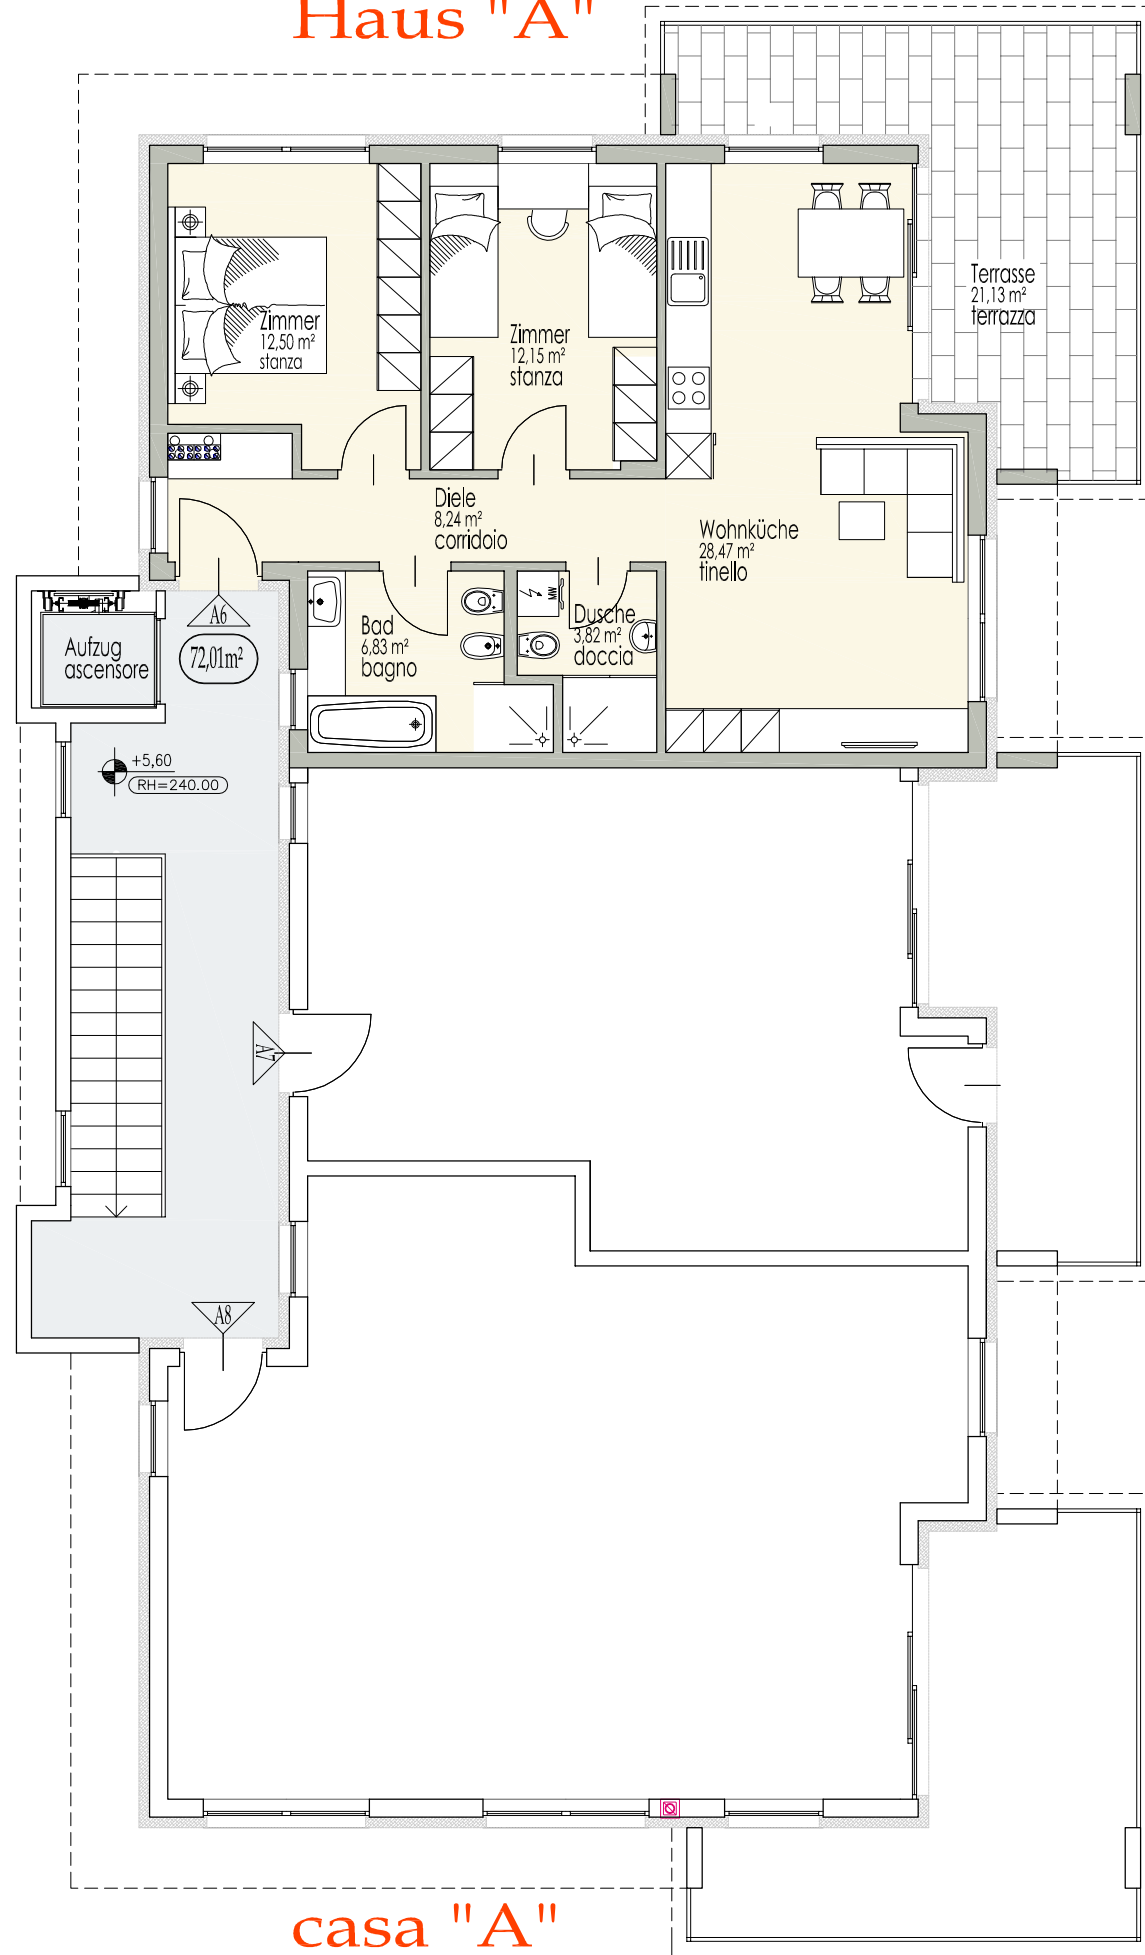 Haus "A"
Terrasse
21,13 m²
terrazza
Zimmer
12,50 m²
stanza
Zimmer
12,15 m²
stanza
Diele
8,24 m²
corridoio
Wohnküche
28,47 m²
tinello
MW
Bad
6,83 m²
bagno
Dusche
3,82 m²
doccia
A6
72,01m²
Aufzug
ascensore
+5,60
RH=240.00
A7
A8
casa "A"